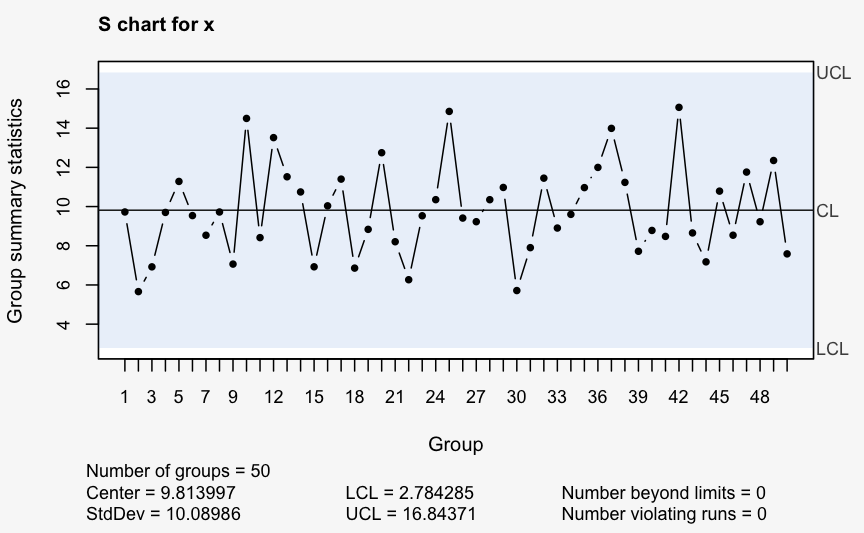 S chart for x
Group summary statistics
16
14
12
10
8
6
4
UCL
CL
LCL
1 3 5 7 9 12 15 18 21 24 27 30 33 36 39 42 45 48
Group
Number of groups = 50
Center = 9.813997 LCL = 2.784285 Number beyond limits = 0
StdDev = 10.08986 UCL = 16.84371 Number violating runs = 0